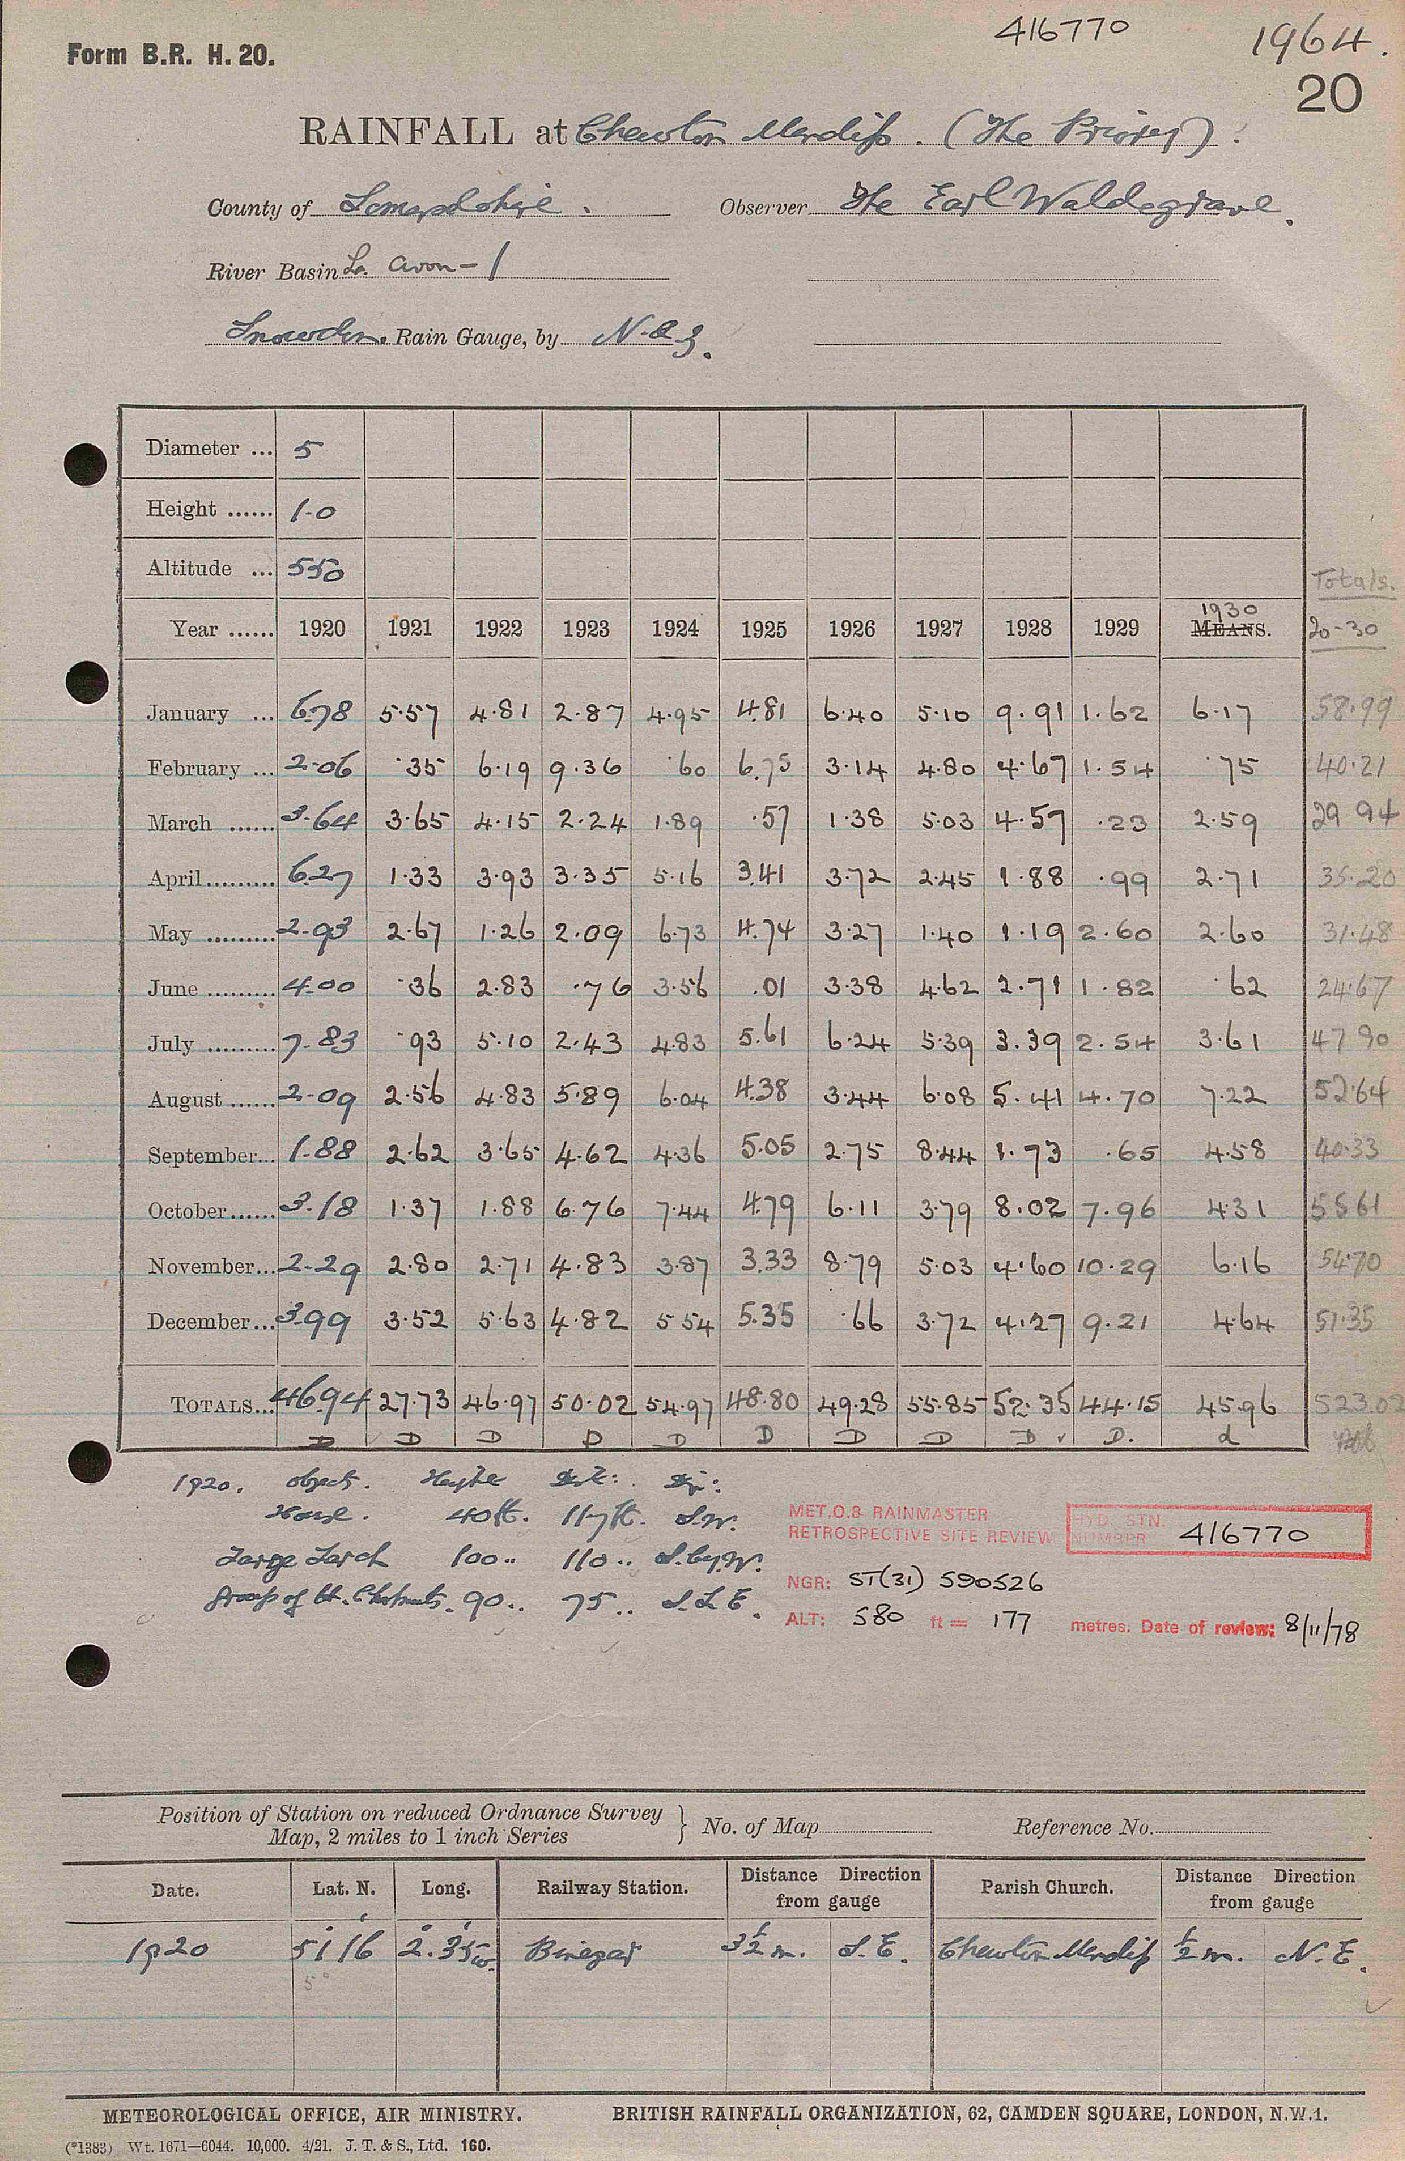 416770
1964.
Form B.R. H. 20.
20
RAINFALL at Chewton Mendip. (The Priory).
County of Somersetshire. Observer The Earl Waldegrave.
River Basin L. Avon - 1
Snowdon Rain Gauge, by N & Z.
Diameter ... 5
Height ...... 1-0
Altitude ... 550
Totals.
1930
Year ...... 1920 1921 1922 1923 1924 1925 1926 1927 1928 1929 MEANS. 20-30
January ... 6.78 5.57 4.81 2.87 4.95 4.81 6.40 5.10 9.91 1.62 6.17 58.99
February ... 2.06 .35 6.19 9.36 .60 6.75 3.14 4.80 4.67 1.54 .75 40.21
March ...... 3.64 3.65 4.15 2.24 1.89 .57 1.38 5.03 4.57 .23 2.59 29 94
April......... 6.27 1.33 3.93 3.35 5.16 3.41 3.72 2.45 1.88 .99 2.71 35.20
May ......... 2.93 2.67 1.26 2.09 6.73 4.74 3.27 1.40 1.19 2.60 2.60 31.48
June ......... 4.00 .36 2.83 .76 3.56 .01 3.38 4.62 2.71 1.82 .62 24.67
July ......... 7.83 .93 5.10 2.43 4.83 5.61 6.24 5.39 3.39 2.54 3.61 47 90
August ...... 2.09 2.56 4.83 5.89 6.04 4.38 3.44 6.08 5.41 4.70 7.22 52.64
September... 1.88 2.62 3.65 4.62 4.36 5.05 2.75 8.44 1.73 .65 4.58 40.33
October...... 3.18 1.37 1.88 6.76 7.44 4.79 6.11 3.79 8.02 7.96 4.31 55 61
November... 2.29 2.80 2.71 4.83 3.87 3.33 8.79 5.03 4.60 10.29 6.16 54.70
December... 3.99 3.52 5.63 4.82 5 54 5.35 .66 3.72 4.27 9.21 4.64 51.35
TOTALS... 46.94 27.73 46.97 50.02 54.97 48.80 49.28 55.85 52.35 44.15 45.96 523.02
D D D D D D D D D D. d
1920. Object. Height Dist: Dir:
House. 40 ft. 117 ft. S.W.
Large Larch 100 .. 110 .. S. by W.
Group of H. Chestnuts. 90 .. 75 .. S.S.E.
MET.O.8 RAINMASTER
RETROSPECTIVE SITE REVIEW
HYD. STN. NUMBER 416770
NGR: ST(31) 590526
ALT: 580 ft = 177 metres. Date of review: 8/11/78
Position of Station on reduced Ordnance Survey
Map, 2 miles to 1 inch Series } No. of Map Reference No.
Date. Lat. N. Long. Railway Station. Distance Direction from gauge Parish Church. Distance Direction from gauge
1920 51 16 2.35 w. Binegar 3½ m. S.E. Chewton Mendip ½ m. N.E.
METEOROLOGICAL OFFICE, AIR MINISTRY. BRITISH RAINFALL ORGANIZATION, 62, CAMDEN SQUARE, LONDON, N.W.1.
(*1383) Wt. 1671—6044. 10,000. 4/21. J. T. & S., Ltd. 160.